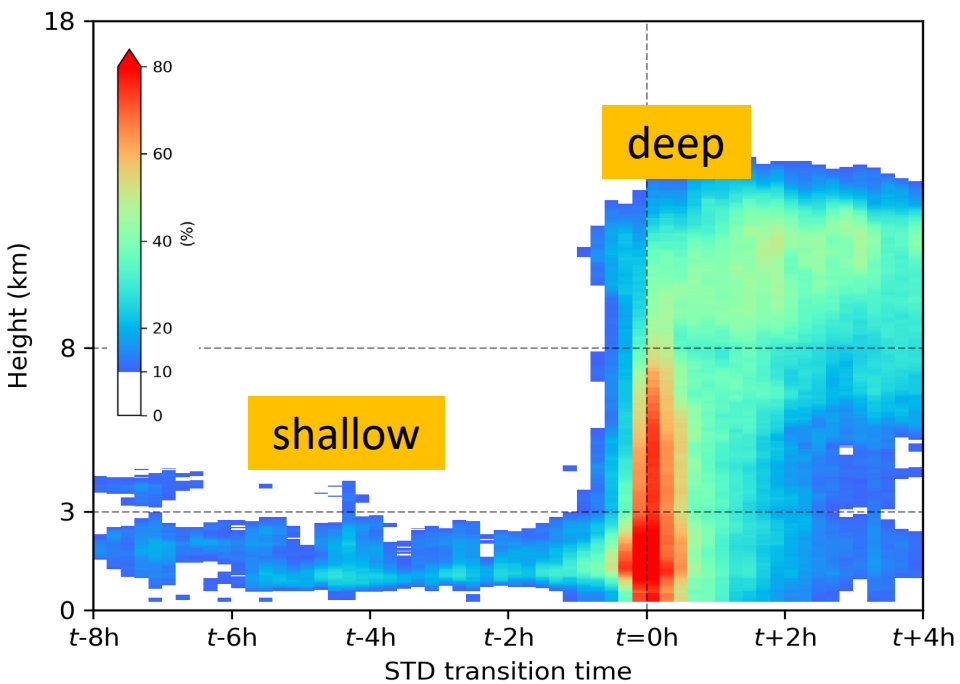 18
80
60
40
20
10
0
(%)
deep
Height (km)
8
shallow
3
0
t-8h t-6h t-4h t-2h t=0h t+2h t+4h
STD transition time